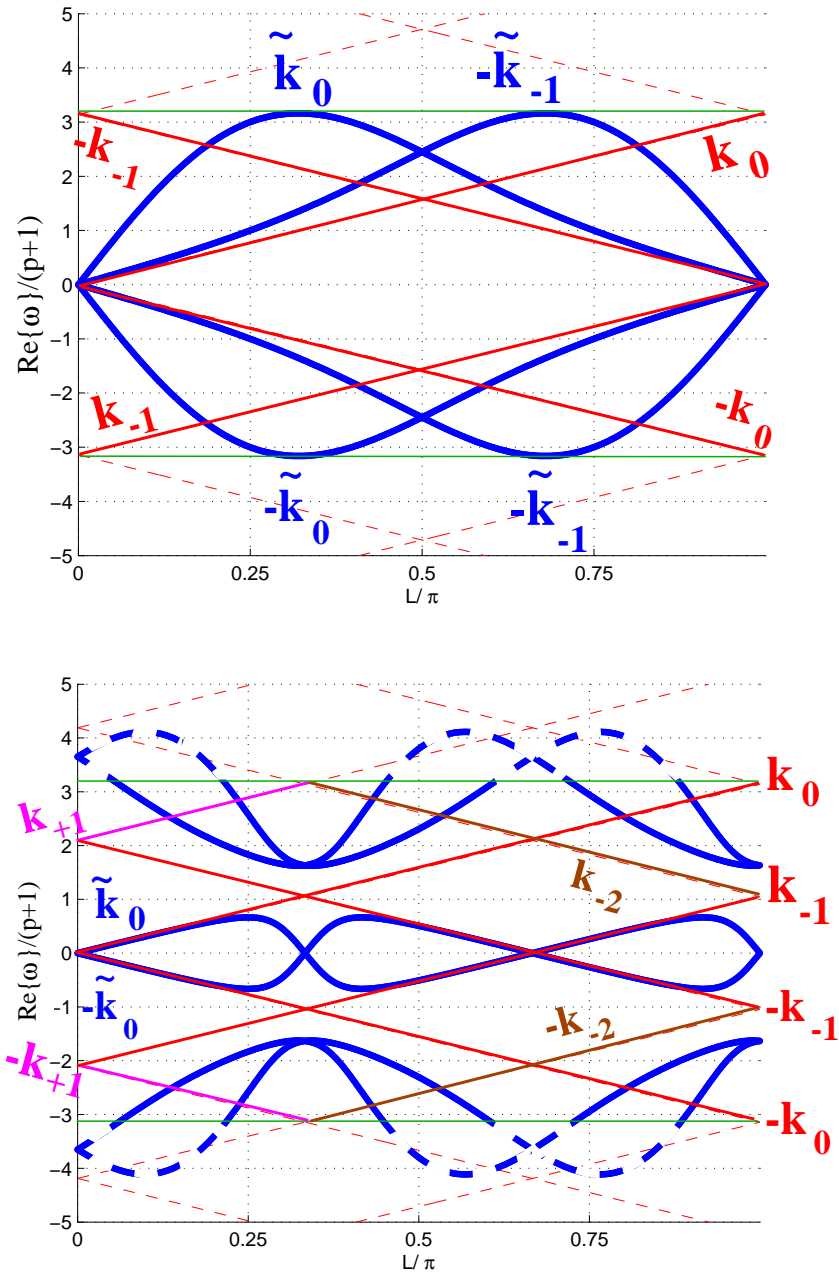 5
4
3
2
1
0
−1
−2
−3
−4
−5
0
0.25
0.5
0.75
L/ π
Re{ω}/(p+1)
k̃ 0
-k̃ -1
-k -1
k 0
k -1
-k 0
-k̃ 0
-k̃ -1
5
4
3
2
1
0
−1
−2
−3
−4
−5
0
0.25
0.5
0.75
L/ π
Re{ω}/(p+1)
k +1
k 0
k -2
k -1
k̃ 0
-k̃ 0
-k -1
-k -2
-k +1
-k 0